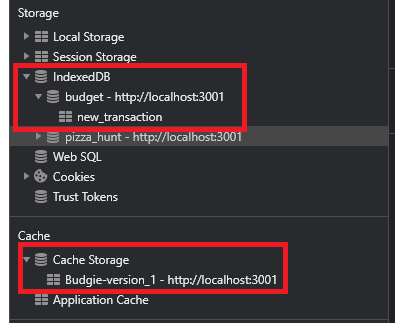 Storage
Local Storage
Session Storage
IndexedDB
budget - http://localhost:3001
new_transaction
pizza_hunt - http://localhost:3001
Web SQL
Cookies
Trust Tokens
Cache
Cache Storage
Budgie-version_1 - http://localhost:3001
Application Cache